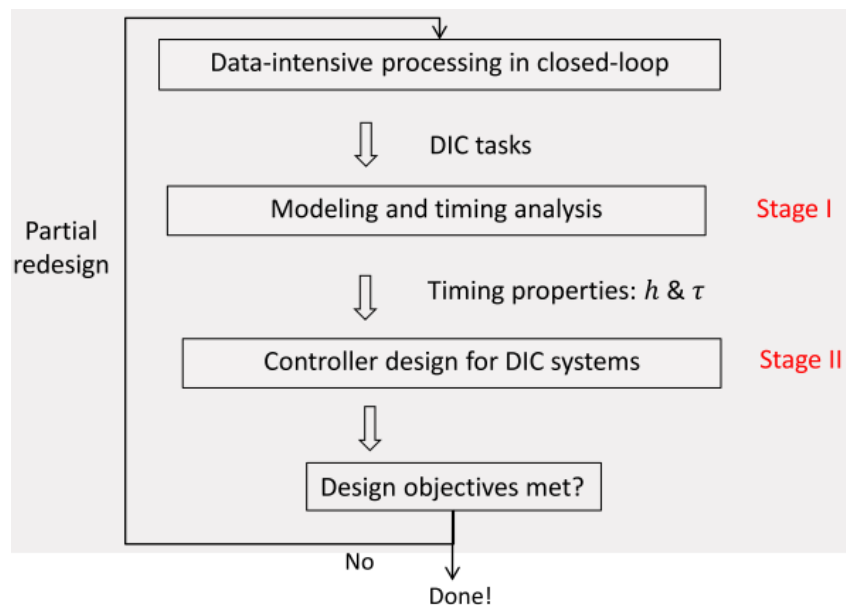 Data-intensive processing in closed-loop
DIC tasks
Modeling and timing analysis
Stage I
Partial
redesign
Timing properties: ℎ & 𝜏
Controller design for DIC systems
Stage II
Design objectives met?
No
Done!